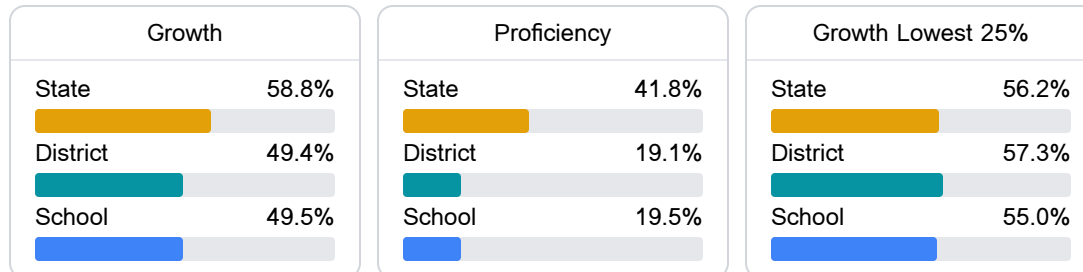 Growth
State 58.8%
District 49.4%
School 49.5%
Proficiency
State 41.8%
District 19.1%
School 19.5%
Growth Lowest 25%
State 56.2%
District 57.3%
School 55.0%